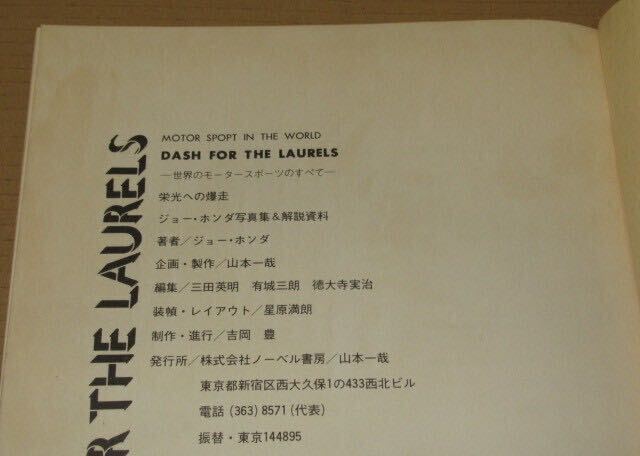 MOTOR SPOPT IN THE WORLD
DASH FOR THE LAURELS
—世界のモータースポーツのすべて—
栄光への爆走
ジョー・ホンダ写真集&解説資料
著者/ジョー・ホンダ
企画・製作/山本一哉
編集/三田英明 有城三朗 徳大寺実治
装幀・レイアウト/星原満朗
制作・進行/吉岡 豊
発行所/株式会社ノーベル書房/山本一哉
東京都新宿区西大久保1の433西北ビル
電話 (363) 8571 (代表)
振替・東京144895
R THE LAURELS